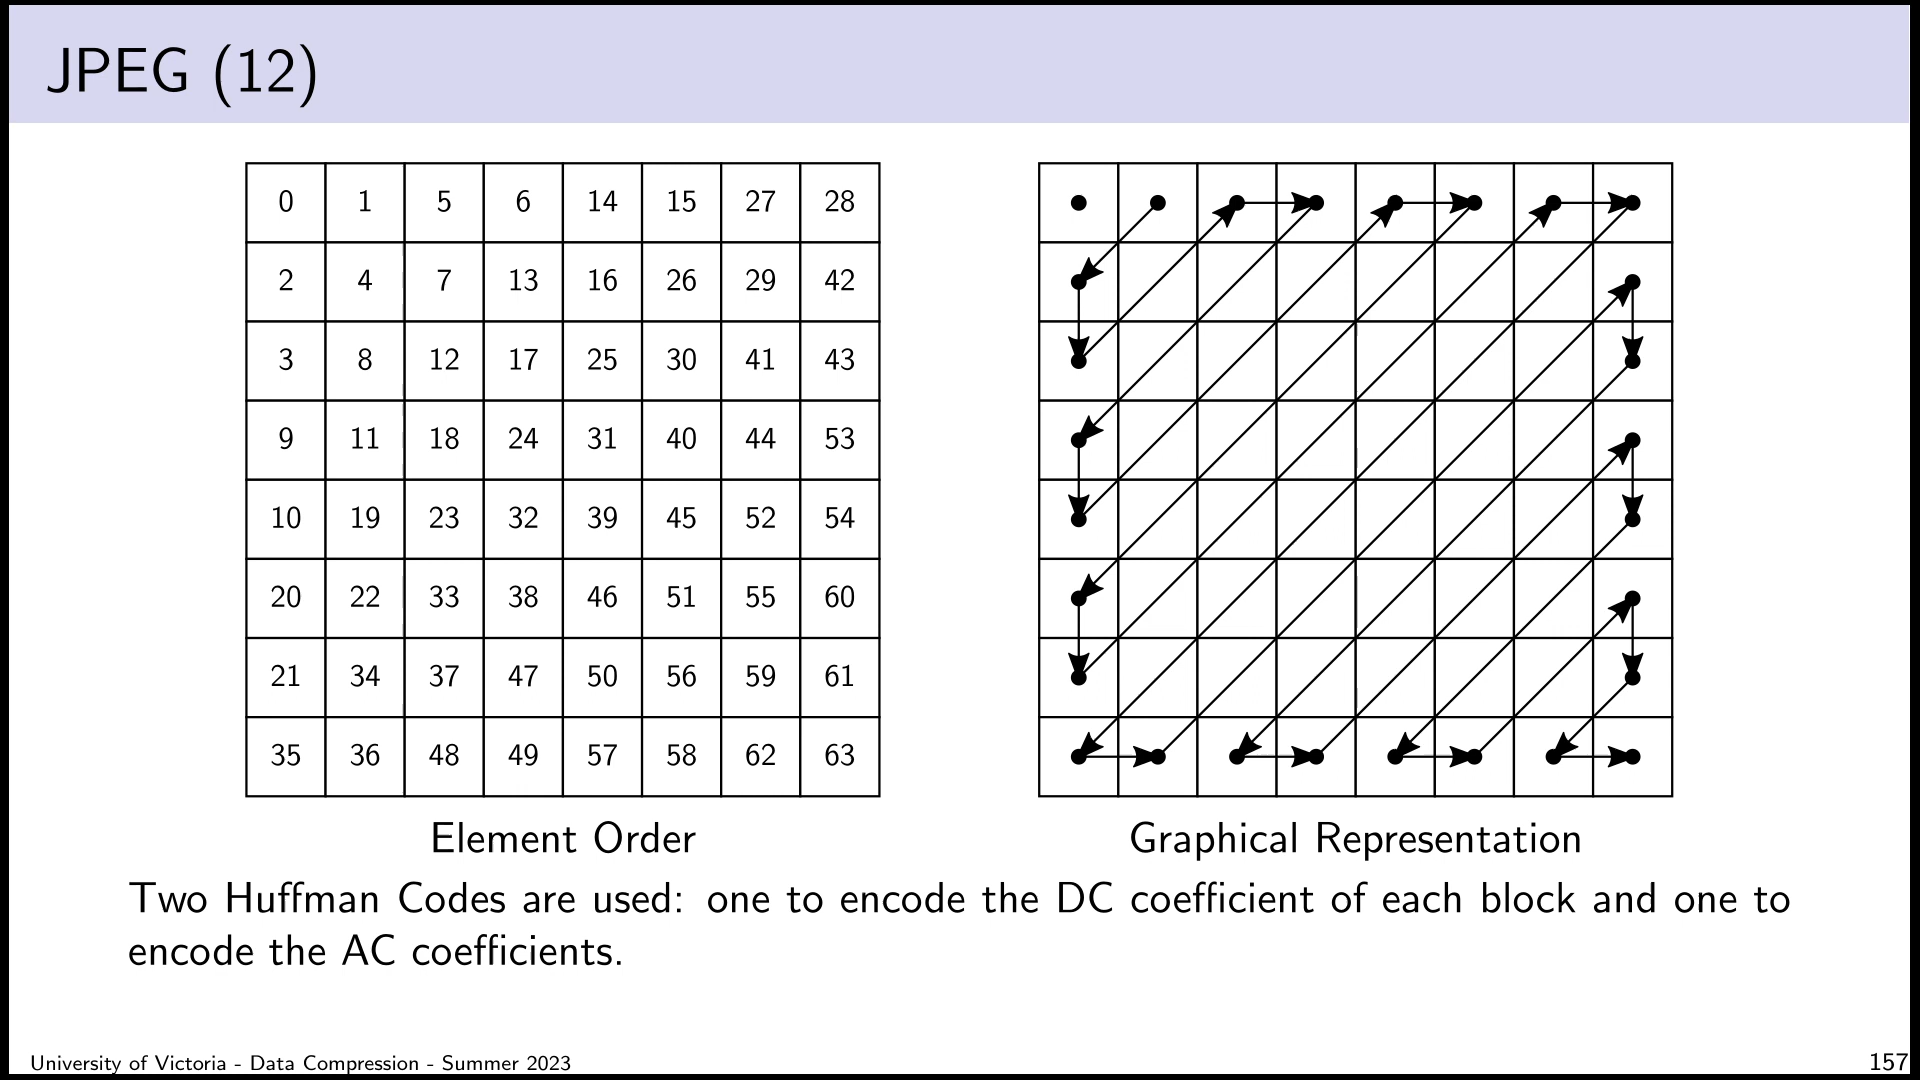 JPEG (12)
0 1 5 6 14 15 27 28
2 4 7 13 16 26 29 42
3 8 12 17 25 30 41 43
9 11 18 24 31 40 44 53
10 19 23 32 39 45 52 54
20 22 33 38 46 51 55 60
21 34 37 47 50 56 59 61
35 36 48 49 57 58 62 63
Element Order
Graphical Representation
Two Huffman Codes are used: one to encode the DC coefficient of each block and one to
encode the AC coefficients.
University of Victoria - Data Compression - Summer 2023
157